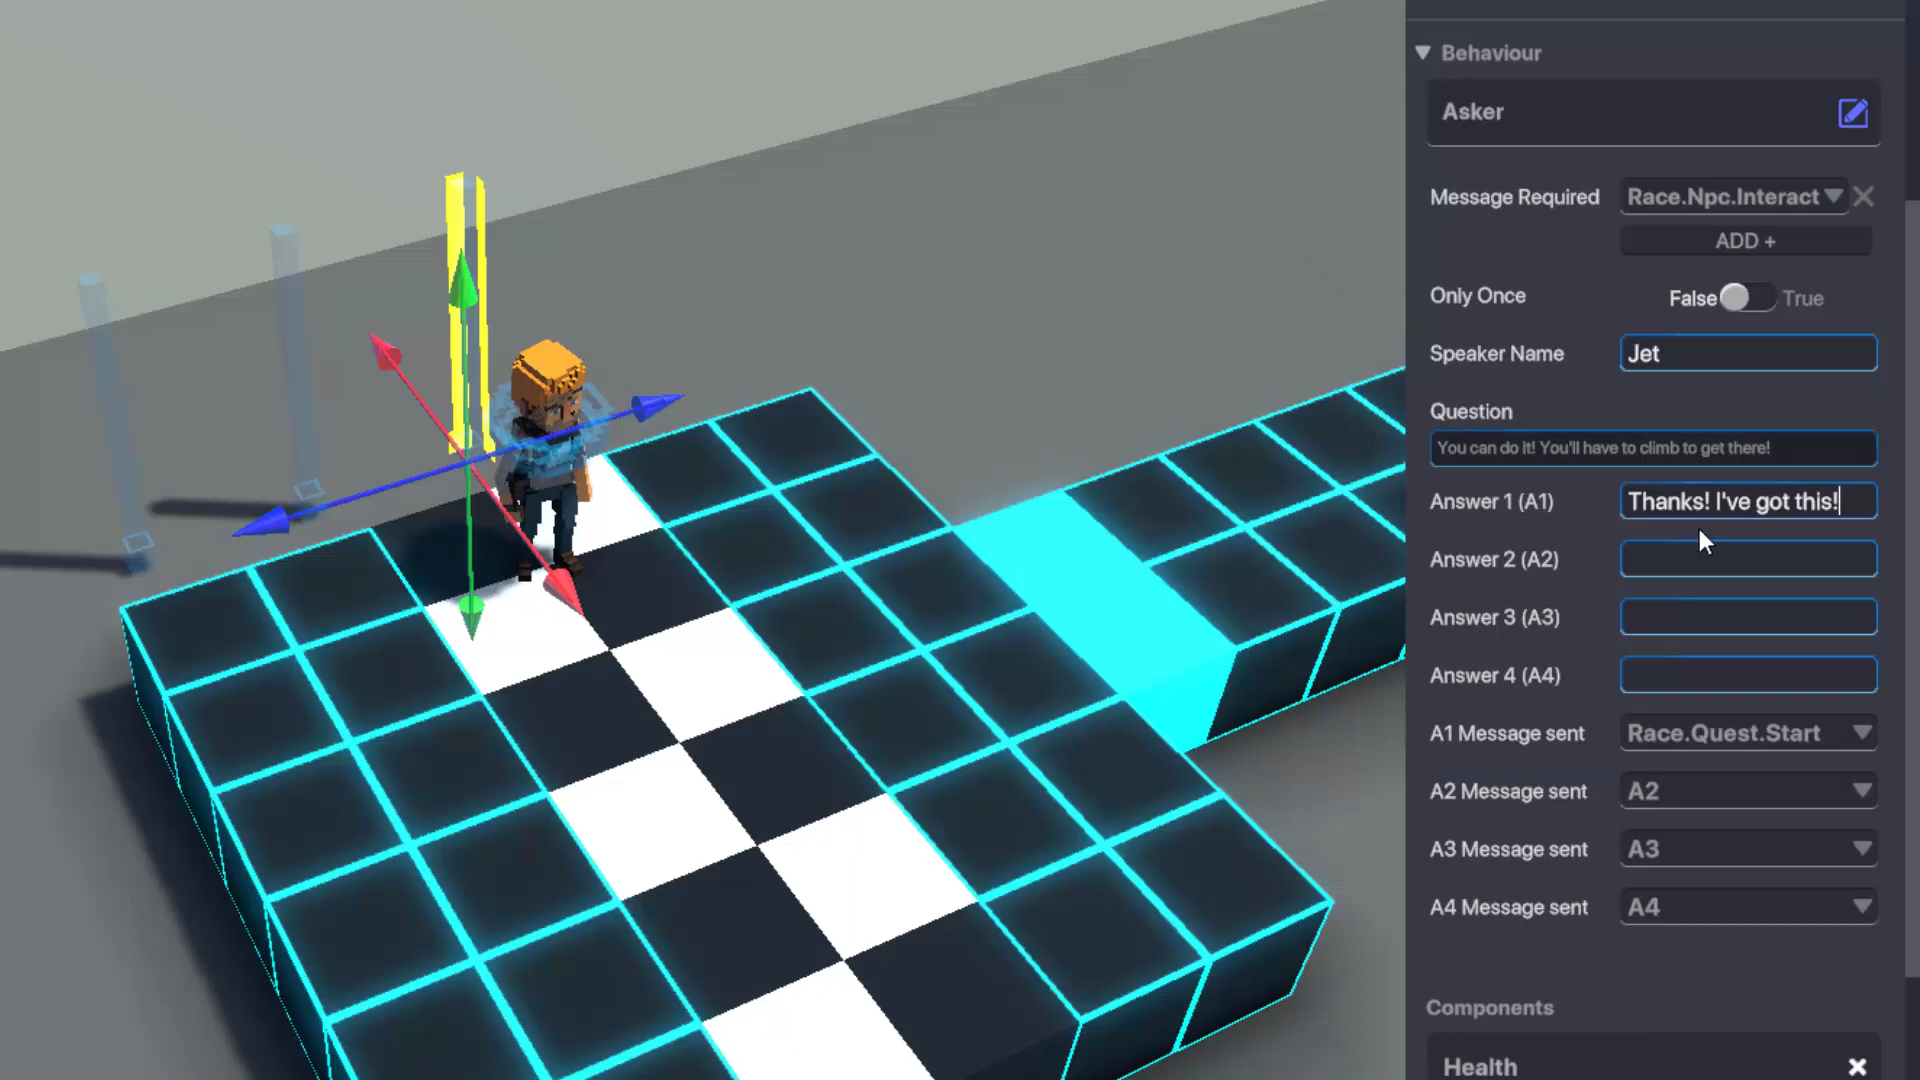 Behaviour
Asker
Message Required Race.Npc.Interact
ADD +
Only Once False True
Speaker Name Jet
Question
You can do it! You'll have to climb to get there!
Answer 1 (A1) Thanks! I've got this!
Answer 2 (A2)
Answer 3 (A3)
Answer 4 (A4)
A1 Message sent Race.Quest.Start
A2 Message sent A2
A3 Message sent A3
A4 Message sent A4
Components
Health